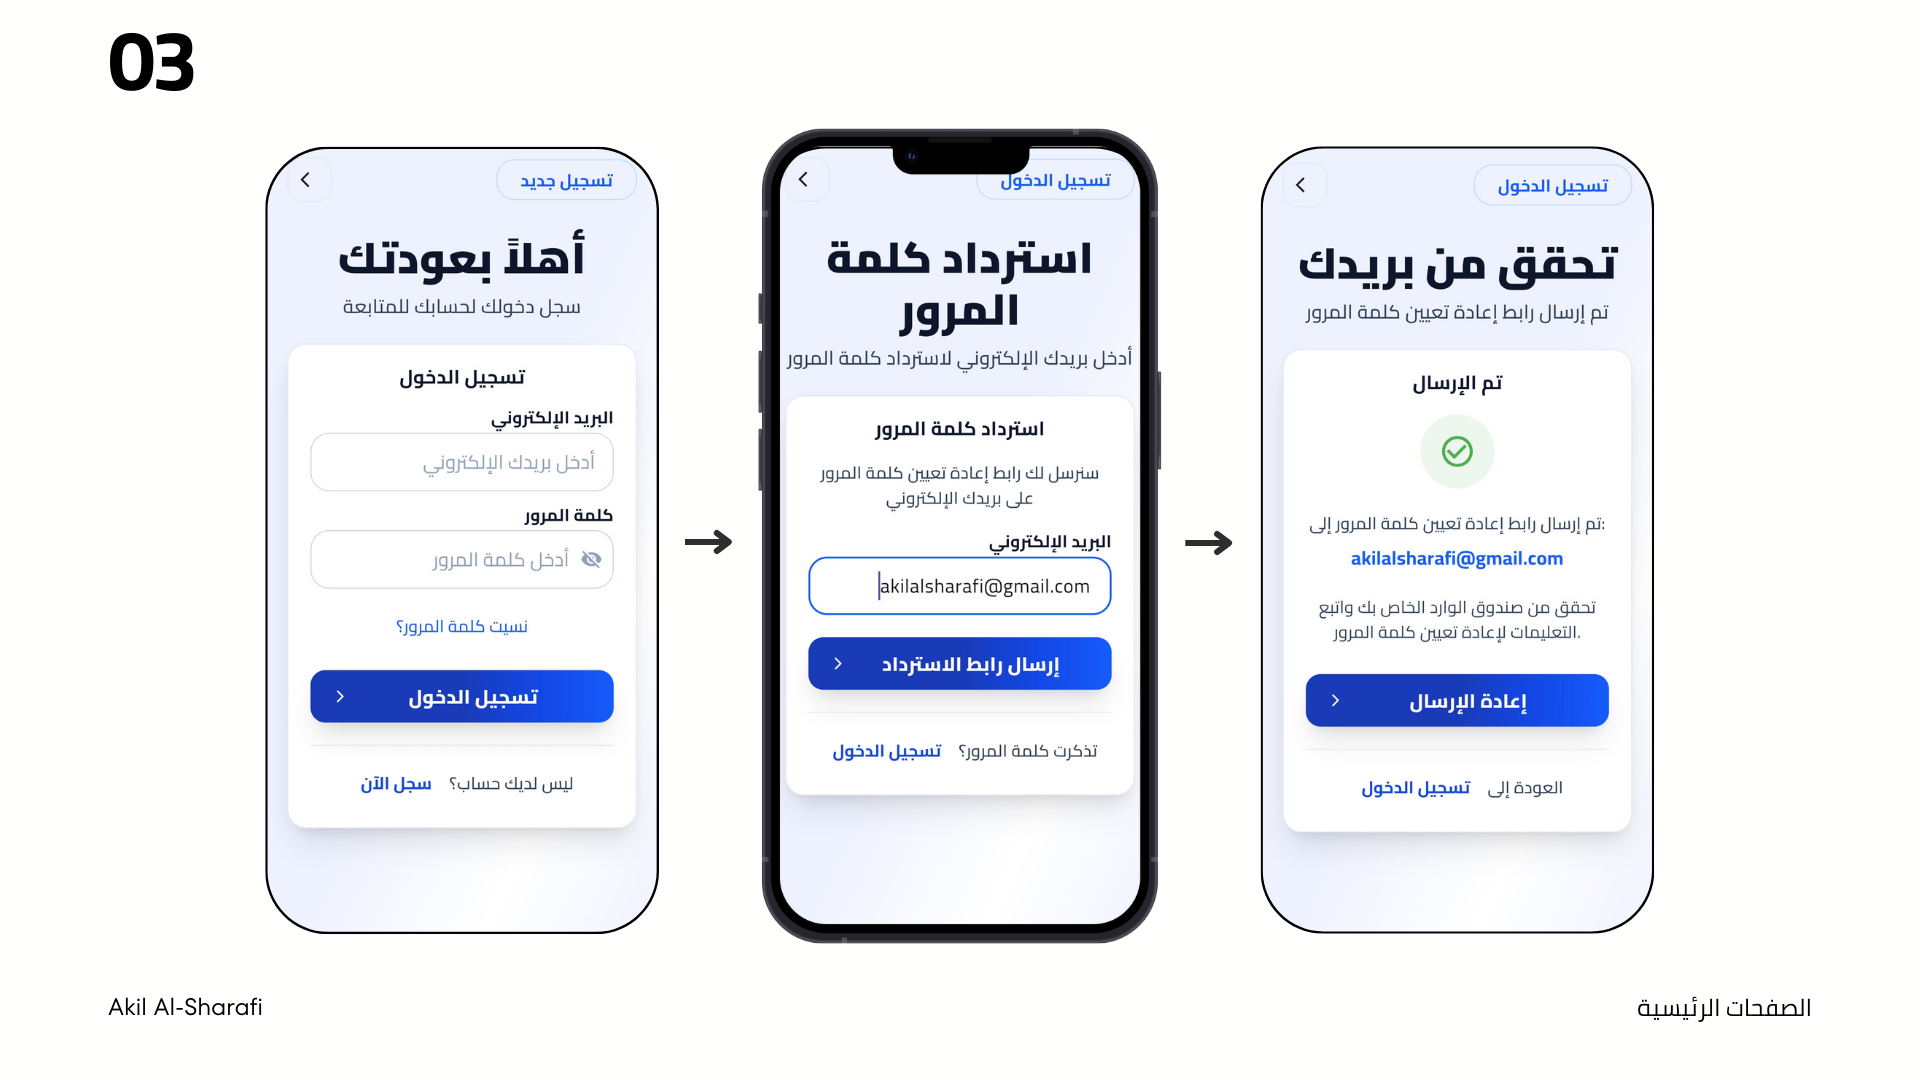 03
تسجيل جديد
أهلاً بعودتك
سجل دخولك لحسابك للمتابعة
تسجيل الدخول
البريد الإلكتروني
أدخل بريدك الإلكتروني
كلمة المرور
أدخل كلمة المرور
نسيت كلمة المرور؟
تسجيل الدخول
ليس لديك حساب؟ سجل الآن
تسجيل الدخول
استرداد كلمة
المرور
أدخل بريدك الإلكتروني لاسترداد كلمة المرور
استرداد كلمة المرور
سنرسل لك رابط إعادة تعيين كلمة المرور
على بريدك الإلكتروني
البريد الإلكتروني
akilalsharafi@gmail.com
إرسال رابط الاسترداد
تذكرت كلمة المرور؟ تسجيل الدخول
تسجيل الدخول
تحقق من بريدك
تم إرسال رابط إعادة تعيين كلمة المرور
تم الإرسال
:تم إرسال رابط إعادة تعيين كلمة المرور إلى
akilalsharafi@gmail.com
تحقق من صندوق الوارد الخاص بك واتبع
.التعليمات لإعادة تعيين كلمة المرور
إعادة الإرسال
العودة إلى تسجيل الدخول
Akil Al-Sharafi
الصفحات الرئيسية